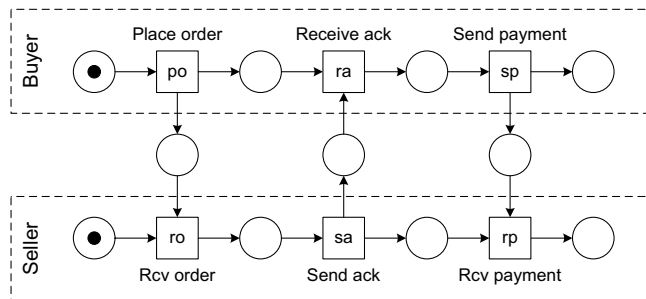 Buyer
Place order
Receive ack
Send payment
po
ra
sp
Seller
ro
sa
rp
Rcv order
Send ack
Rcv payment